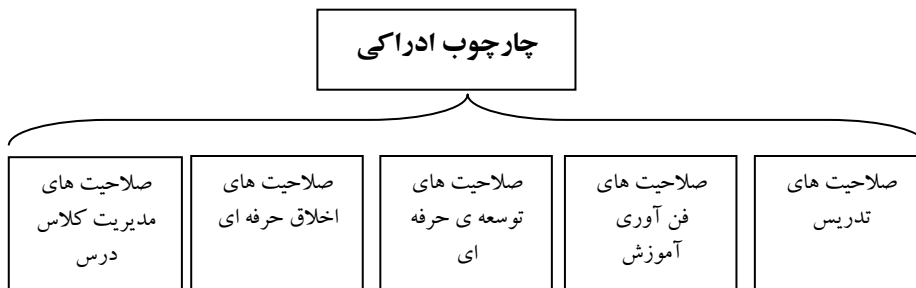 چارچوب ادراکی
صلاحیت های
تدریس
صلاحیت های
فن آوری
آموزش
صلاحیت های
توسعه ی حرفه
ای
صلاحیت های
اخلاق حرفه ای
صلاحیت های
مدیریت کلاس
درس